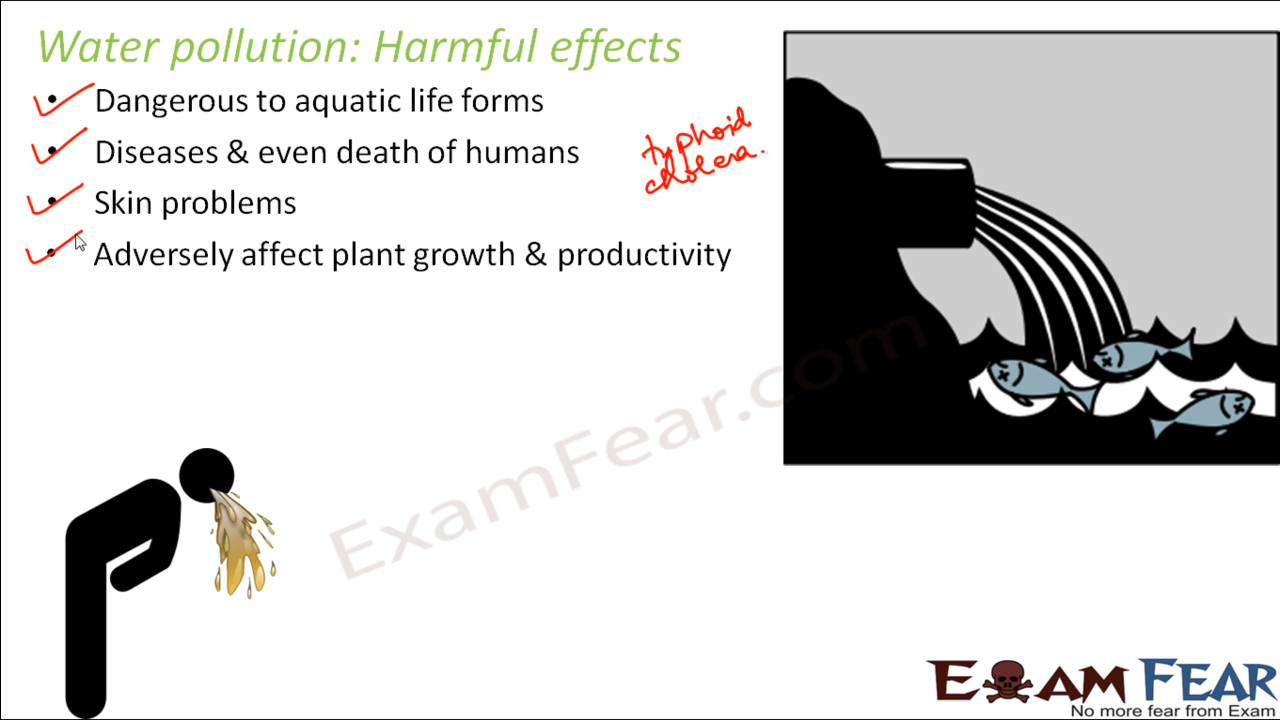 Water pollution: Harmful effects
• Dangerous to aquatic life forms
• Diseases & even death of humans
• Skin problems
• Adversely affect plant growth & productivity
typhoid
cholera.
ExamFear.com
EXAM FEAR
No more fear from Exam